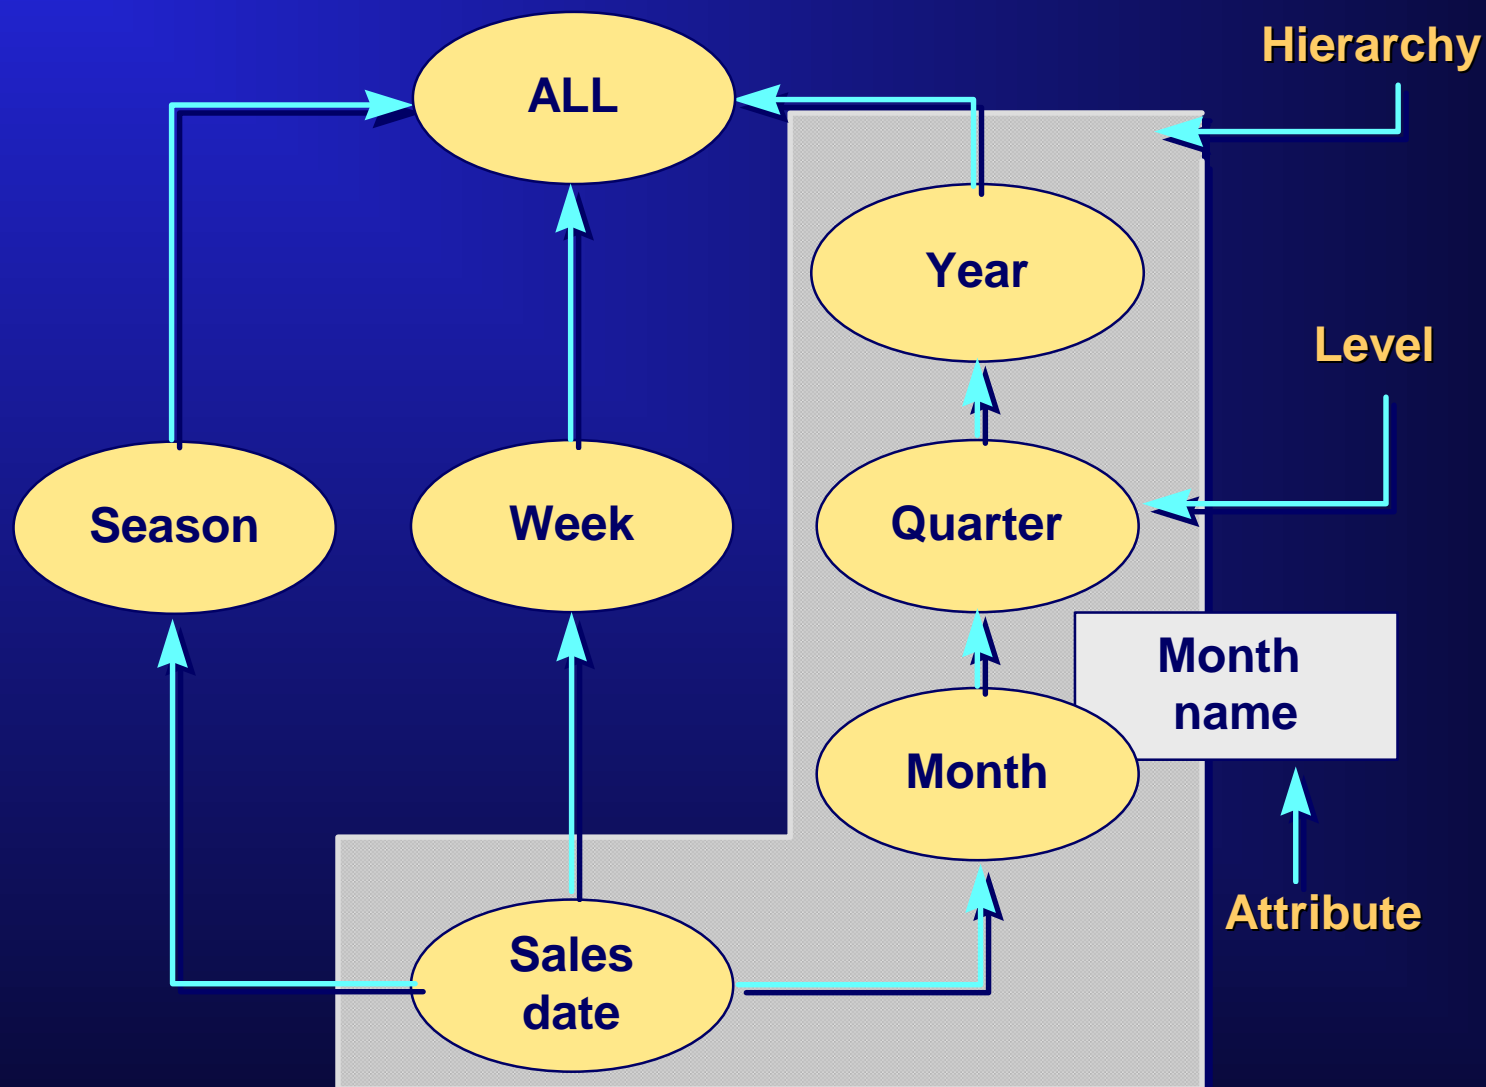 Hierarchy
ALL
Year
Level
Season
Week
Quarter
Month
name
Month
Attribute
Sales
date